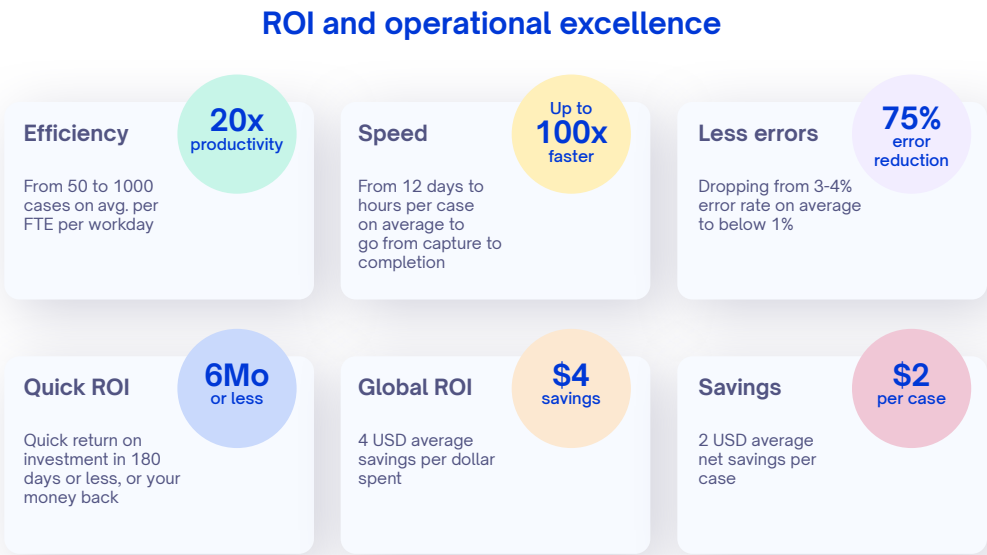 ROI and operational excellence
Efficiency
20x
productivity
From 50 to 1000
cases on avg. per
FTE per workday
Speed
Up to
100x
faster
From 12 days to
hours per case
on average to
go from capture to
completion
Less errors
75%
error
reduction
Dropping from 3-4%
error rate on average
to below 1%
Quick ROI
6Mo
or less
Quick return on
investment in 180
days or less, or your
money back
Global ROI
$4
savings
4 USD average
savings per dollar
spent
Savings
$2
per case
2 USD average
net savings per
case